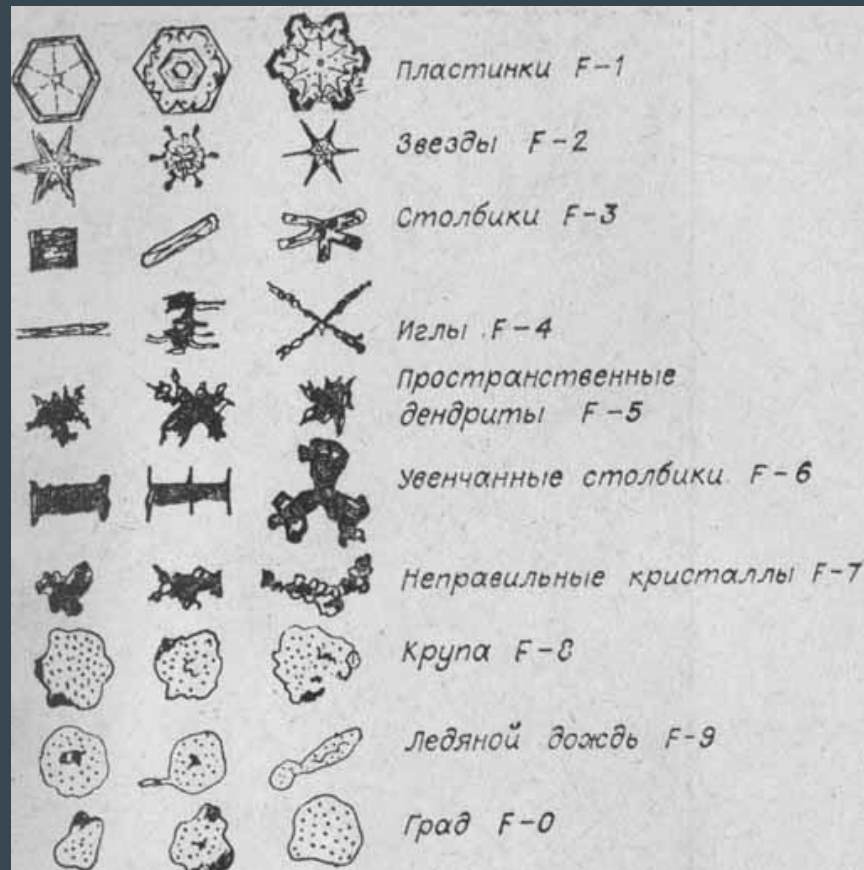 Пластинки F-1
Звезды F-2
Столбики F-3
Иглы F-4
Пространственные
дендриты F-5
Увенчанные столбики F-6
Неправильные кристаллы F-7
Крупа F-8
Ледяной дождь F-9
Град F-0